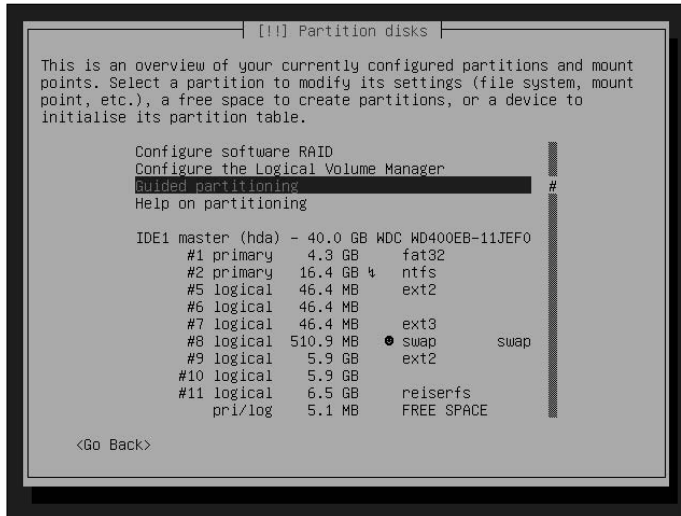 [!!] Partition disks
This is an overview of your currently configured partitions and mount
points. Select a partition to modify its settings (file system, mount
point, etc.), a free space to create partitions, or a device to
initialise its partition table.
Configure software RAID
Configure the Logical Volume Manager
Guided partitioning #
Help on partitioning
IDE1 master (hda) - 40.0 GB WDC WD400EB-11JEF0
#1 primary 4.3 GB fat32
#2 primary 16.4 GB ↯ ntfs
#5 logical 46.4 MB ext2
#6 logical 46.4 MB
#7 logical 46.4 MB ext3
#8 logical 510.9 MB ☻ swap swap
#9 logical 5.9 GB ext2
#10 logical 5.9 GB
#11 logical 6.5 GB reiserfs
pri/log 5.1 MB FREE SPACE
<Go Back>